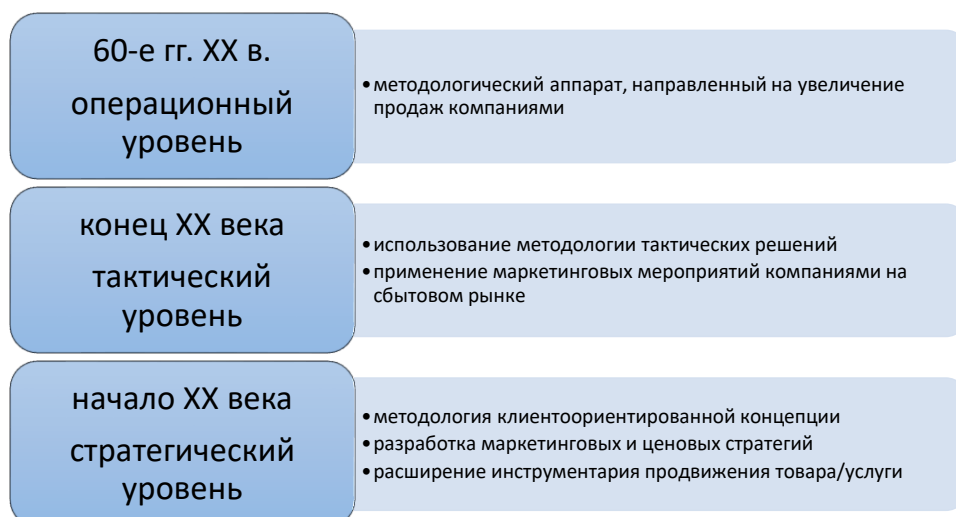 60-е гг. XX в.
операционный
уровень
•методологический аппарат, направленный на увеличение
продаж компаниями
конец XX века
тактический
уровень
•использование методологии тактических решений
•применение маркетинговых мероприятий компаниями на
сбытовом рынке
начало XX века
стратегический
уровень
•методология клиентоориентированной концепции
•разработка маркетинговых и ценовых стратегий
•расширение инструментария продвижения товара/услуги